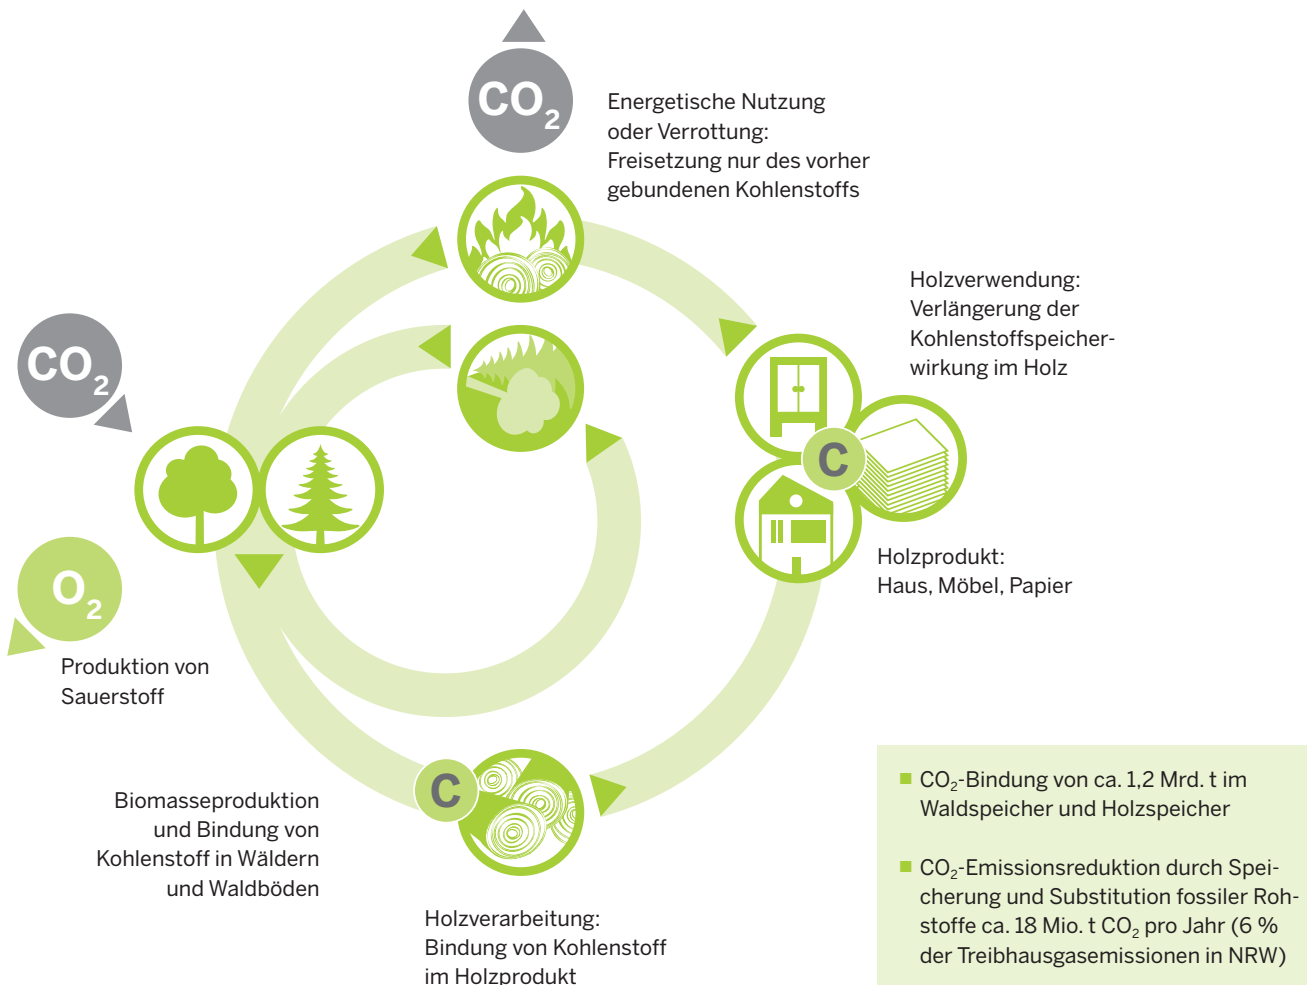 CO₂
Energetische Nutzung
oder Verrottung:
Freisetzung nur des vorher
gebundenen Kohlenstoffs
Holzverwendung:
Verlängerung der
Kohlenstoffspeicher-
wirkung im Holz
CO₂
C
Holzprodukt:
Haus, Möbel, Papier
O₂
Produktion von
Sauerstoff
C
Biomasseproduktion
und Bindung von
Kohlenstoff in Wäldern
und Waldböden
Holzverarbeitung:
Bindung von Kohlenstoff
im Holzprodukt
CO₂-Bindung von ca. 1,2 Mrd. t im
Waldspeicher und Holzspeicher
CO₂-Emissionsreduktion durch Spei-
cherung und Substitution fossiler Roh-
stoffe ca. 18 Mio. t CO₂ pro Jahr (6 %
der Treibhausgasemissionen in NRW)